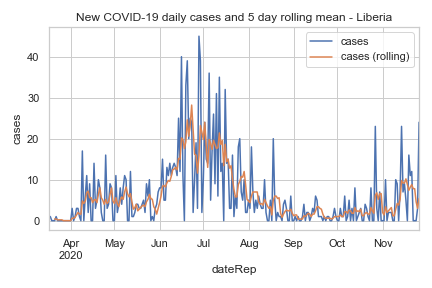 New COVID-19 daily cases and 5 day rolling mean - Liberia
cases
cases (rolling)
40
30
20
10
0
cases
Apr
2020
May
Jun
Jul
Aug
Sep
Oct
Nov
dateRep